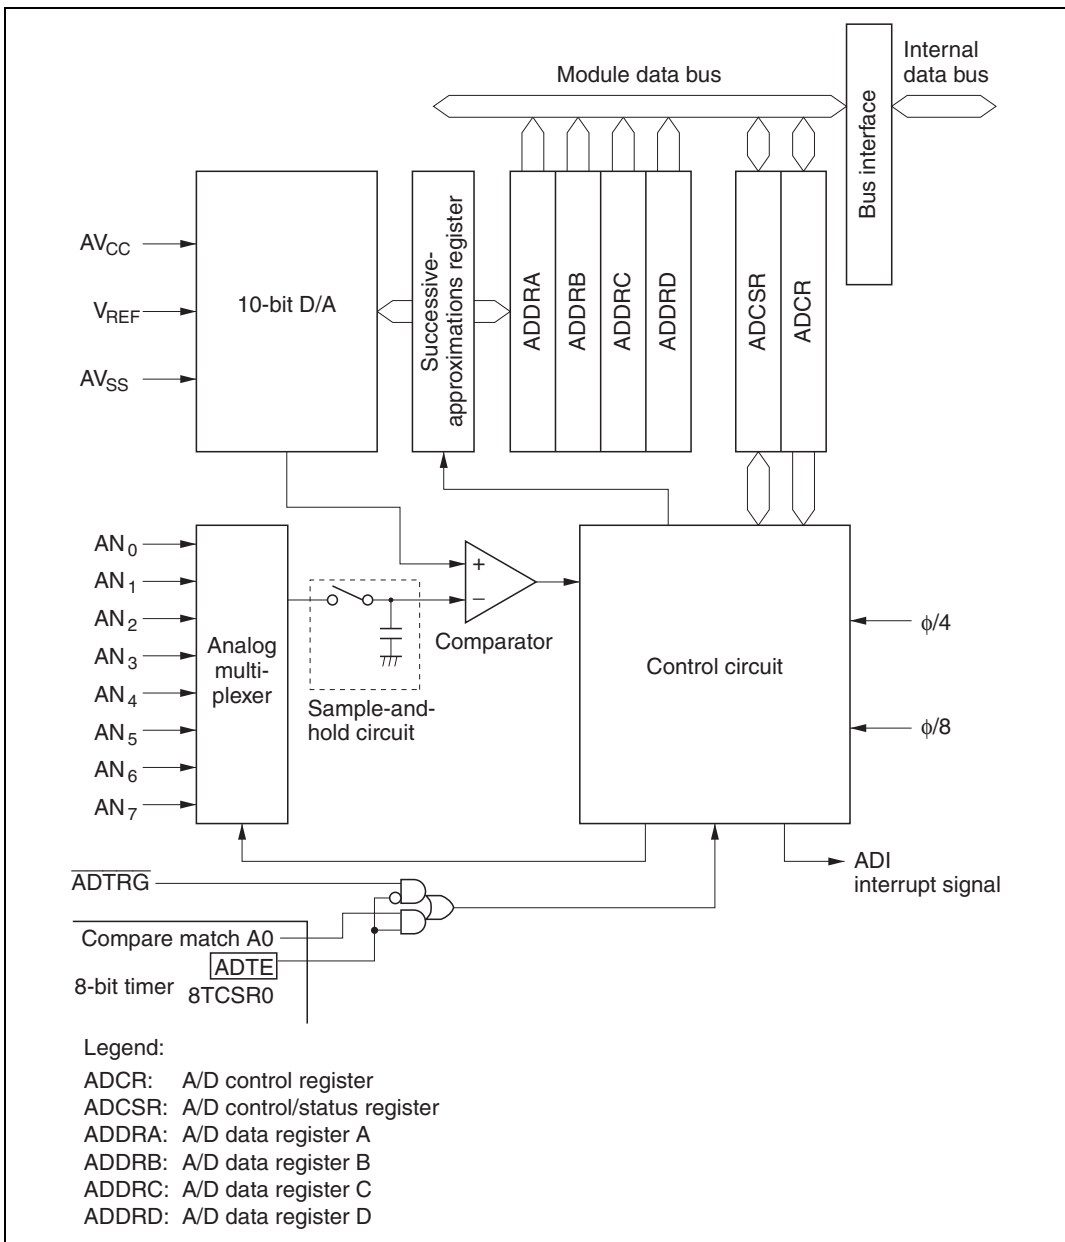 Module data bus
Internal
data bus
Bus interface
AVCC
VREF
AVSS
10-bit D/A
Successive-
approximations register
ADDRA
ADDRB
ADDRC
ADDRD
ADCSR
ADCR
AN0
AN1
AN2
AN3
AN4
AN5
AN6
AN7
Analog
multi-
plexer
Sample-and-
hold circuit
+
−
Comparator
Control circuit
ϕ/4
ϕ/8
ADI
interrupt signal
ADTRG
Compare match A0
ADTE
8-bit timer
8TCSR0
Legend:
ADCR: A/D control register
ADCSR: A/D control/status register
ADDRA: A/D data register A
ADDRB: A/D data register B
ADDRC: A/D data register C
ADDRD: A/D data register D